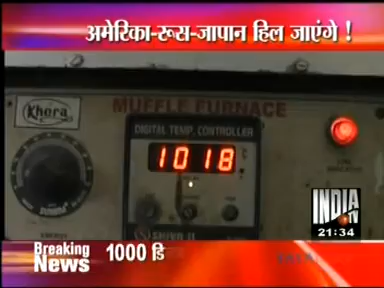 अमेरिका-रूस-जापान हिल जाएंगे !
Khera
MUFFLE FURNACE
DIGITAL TEMP. CONTROLLER
1018
INDIA
TV
21:34
Breaking
News
1000 डि